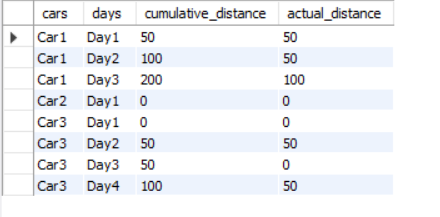 cars days cumulative_distance actual_distance
Car1 Day1 50 50
Car1 Day2 100 50
Car1 Day3 200 100
Car2 Day1 0 0
Car3 Day1 0 0
Car3 Day2 50 50
Car3 Day3 50 0
Car3 Day4 100 50